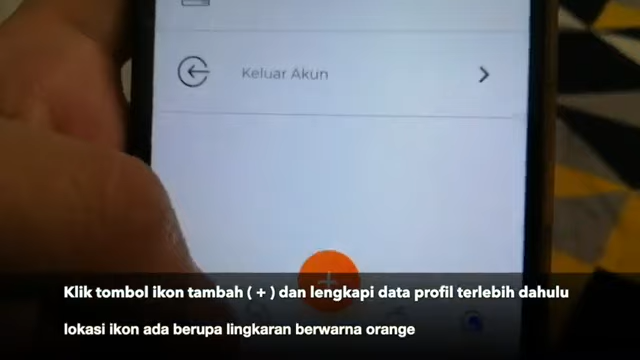 Keluar Akun
Klik tombol ikon tambah ( + ) dan lengkapi data profil terlebih dahulu
lokasi ikon ada berupa lingkaran berwarna orange